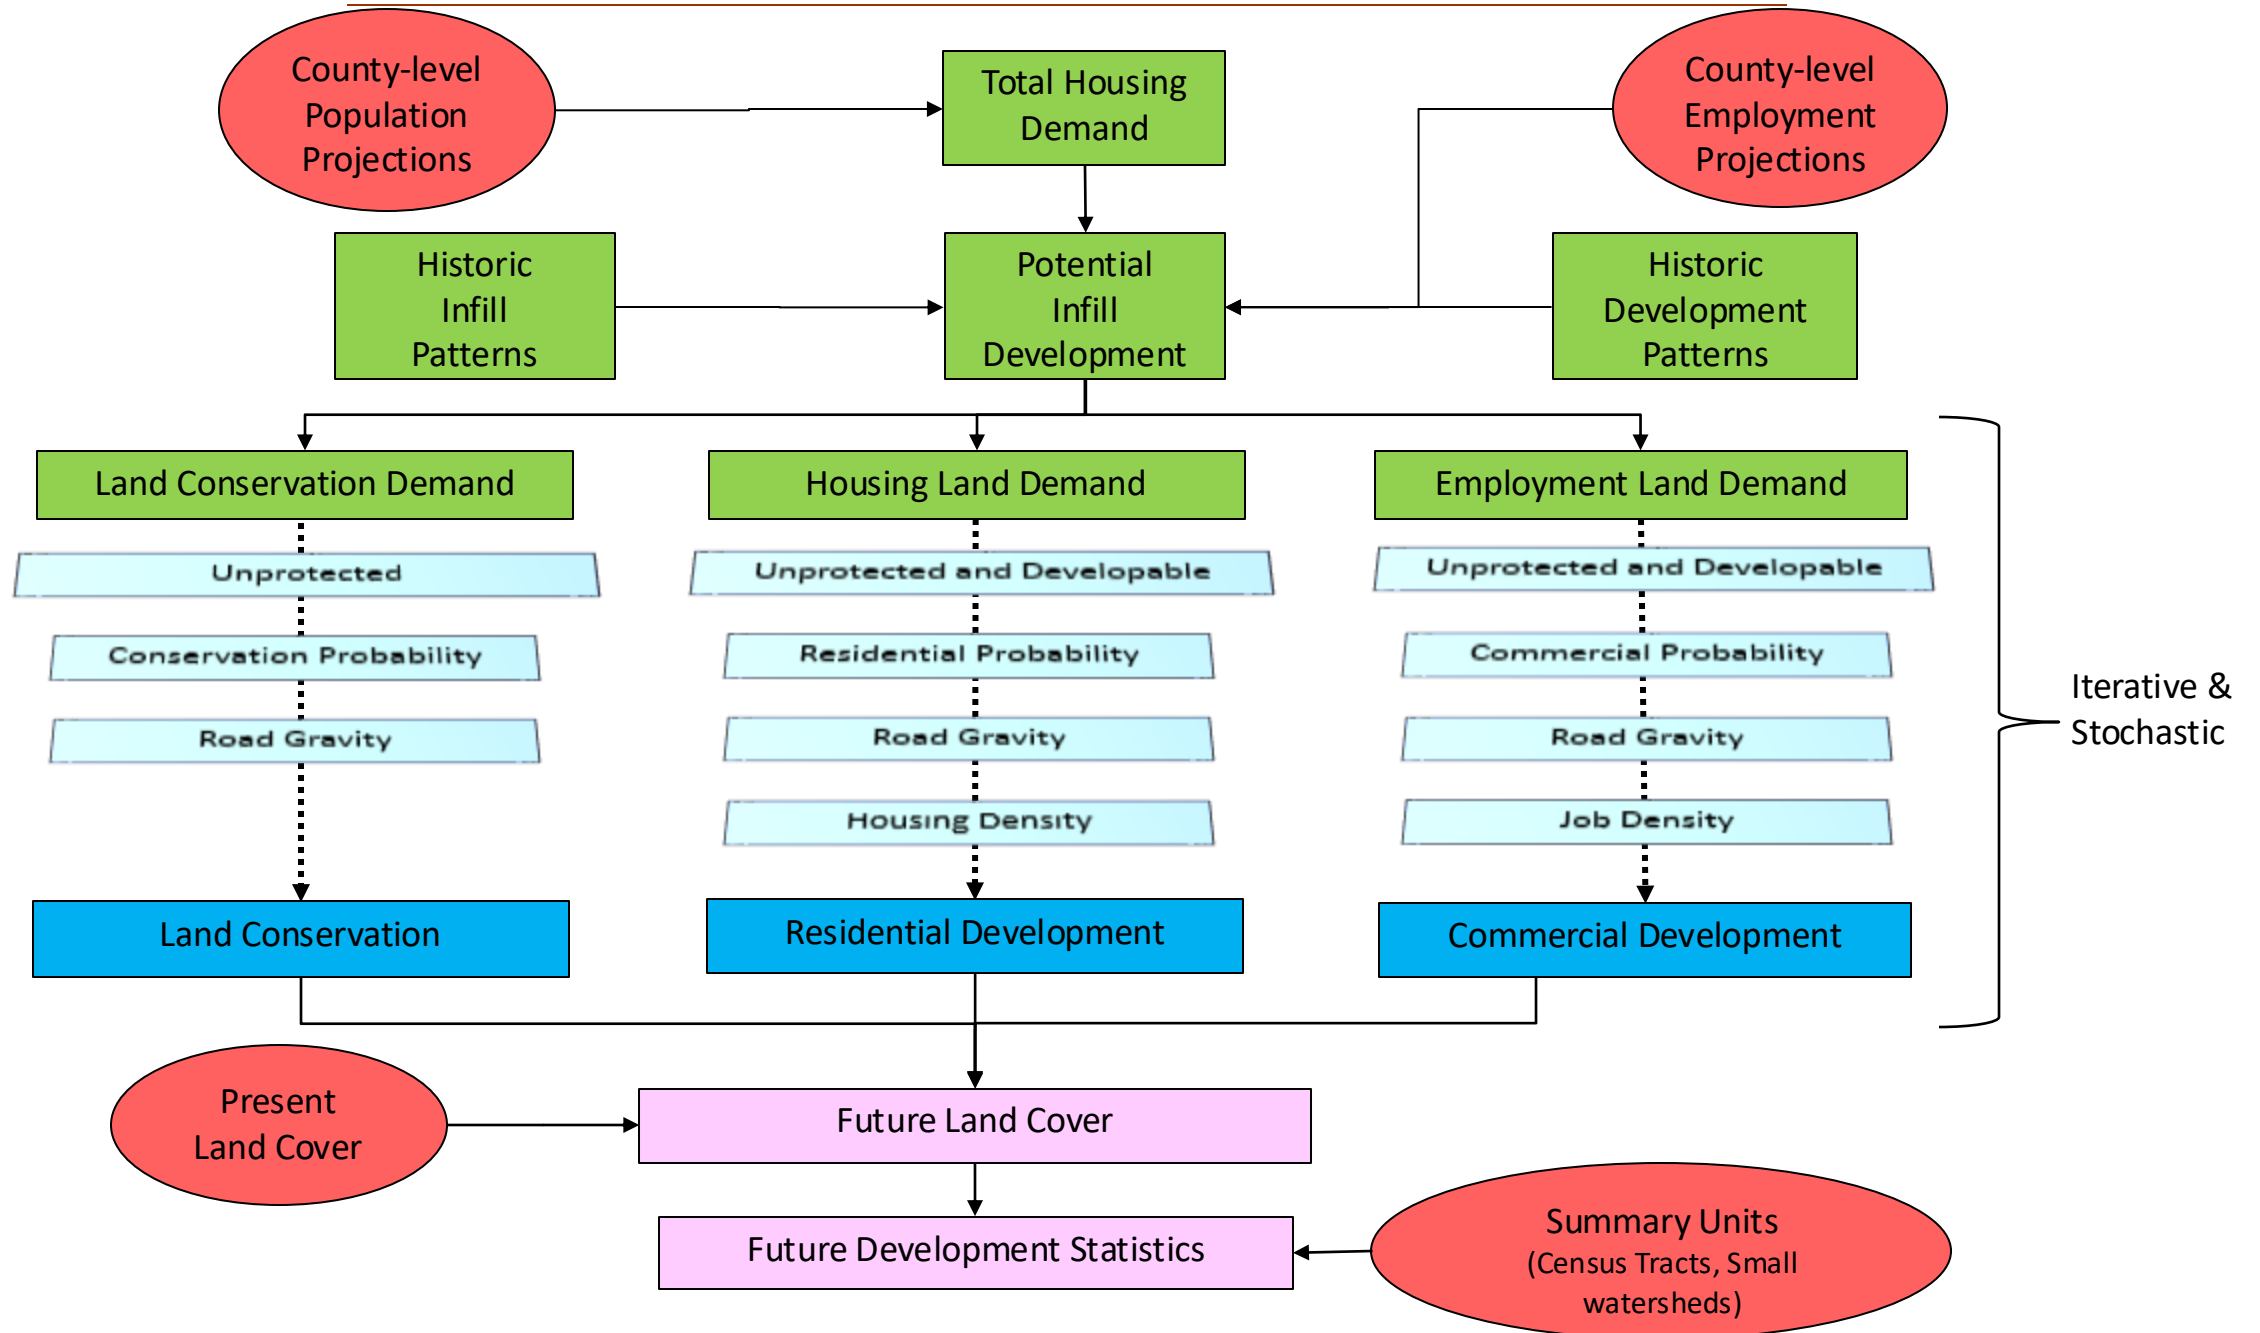 County-level
Population
Projections
Total Housing
Demand
County-level
Employment
Projections
Historic
Infill
Patterns
Potential
Infill
Development
Historic
Development
Patterns
Land Conservation Demand
Housing Land Demand
Employment Land Demand
Unprotected
Unprotected and Developable
Unprotected and Developable
Conservation Probability
Residential Probability
Commercial Probability
Road Gravity
Road Gravity
Road Gravity
Housing Density
Job Density
Iterative &
Stochastic
Land Conservation
Residential Development
Commercial Development
Present
Land Cover
Future Land Cover
Future Development Statistics
Summary Units
(Census Tracts, Small
watersheds)